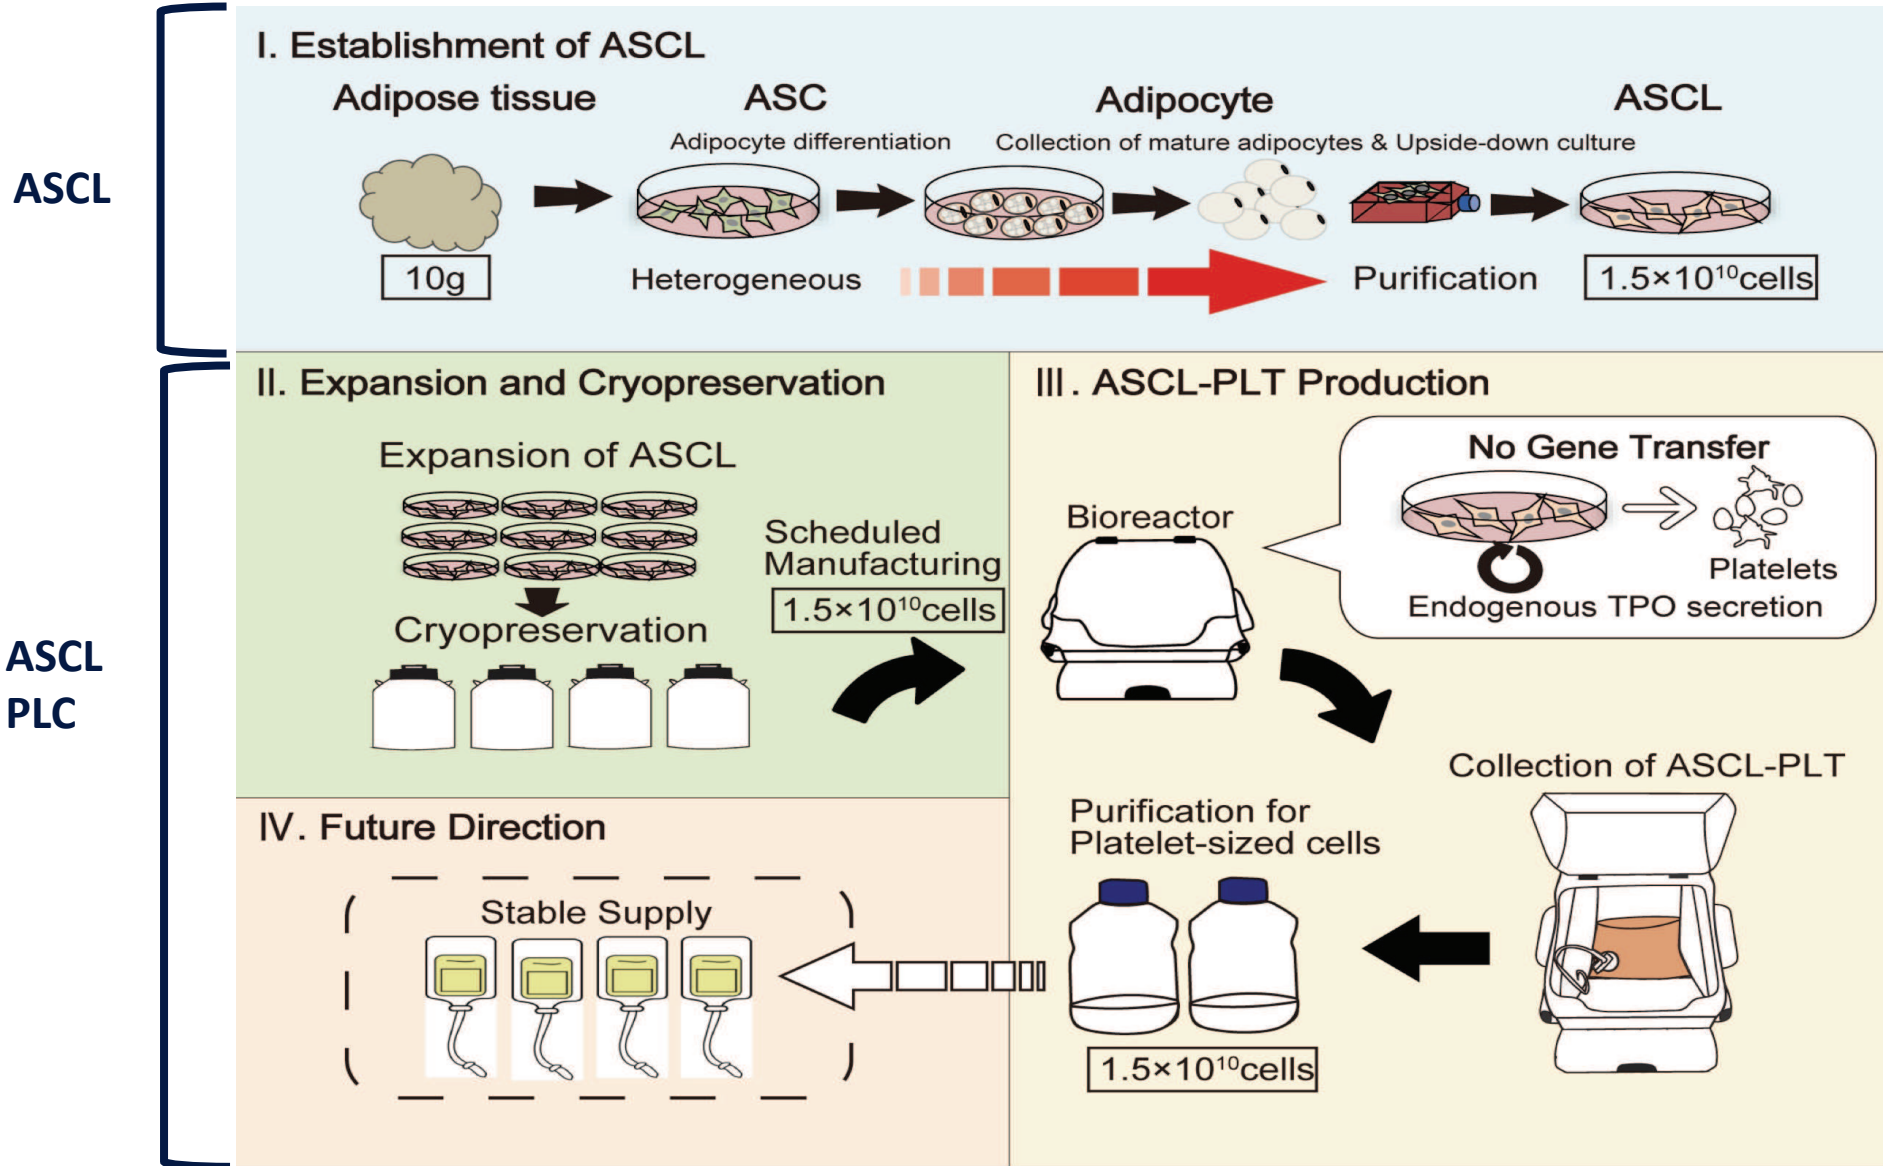 ASCL
I. Establishment of ASCL
Adipose tissue
ASC
Adipocyte
ASCL
Adipocyte differentiation
Collection of mature adipocytes & Upside-down culture
10g
Heterogeneous
Purification
1.5×10¹⁰cells
ASCL
PLC
II. Expansion and Cryopreservation
Expansion of ASCL
Cryopreservation
Scheduled
Manufacturing
1.5×10¹⁰cells
III. ASCL-PLT Production
No Gene Transfer
Platelets
Endogenous TPO secretion
Bioreactor
Collection of ASCL-PLT
Purification for
Platelet-sized cells
1.5×10¹⁰cells
IV. Future Direction
Stable Supply